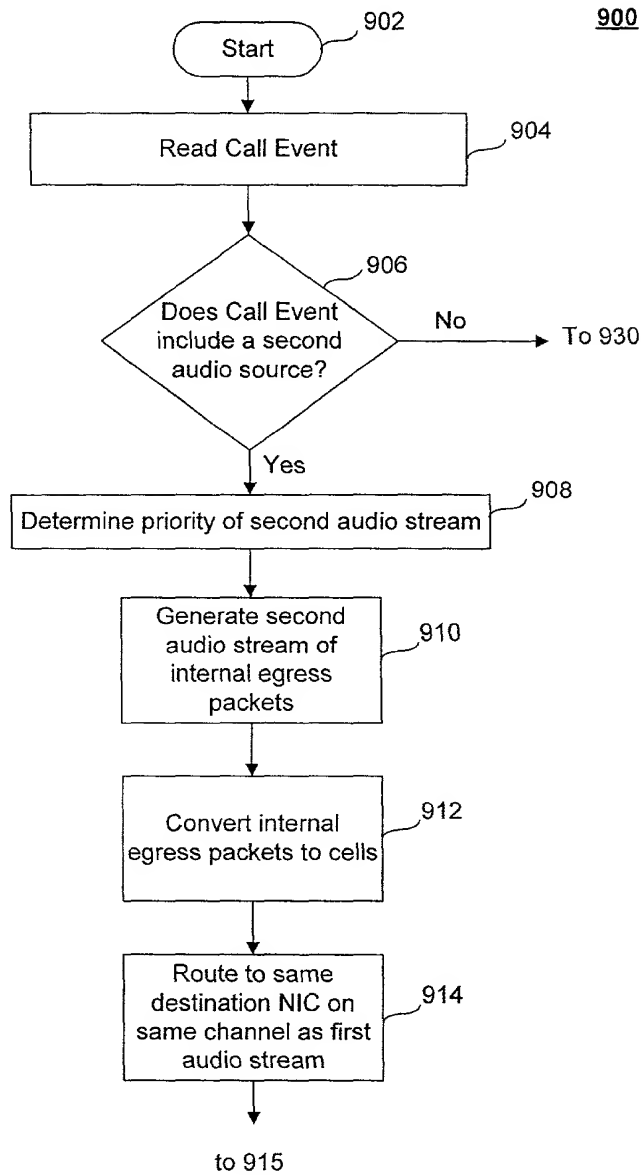 900
902
Start
904
Read Call Event
906
Does Call Event
include a second
audio source?
No
To 930
Yes
908
Determine priority of second audio stream
Generate second
audio stream of
internal egress
packets
910
Convert internal
egress packets to cells
912
Route to same
destination NIC on
same channel as first
audio stream
914
to 915